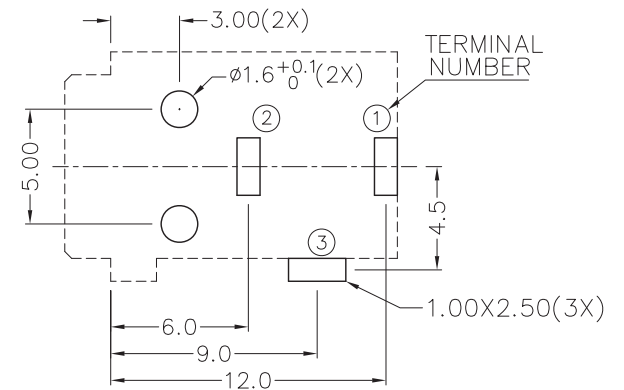 3.00(2X)
TERMINAL
NUMBER
ø1.6+0.1 0(2X)
2
1
5.00
4.5
3
1.00X2.50(3X)
6.0
9.0
12.0